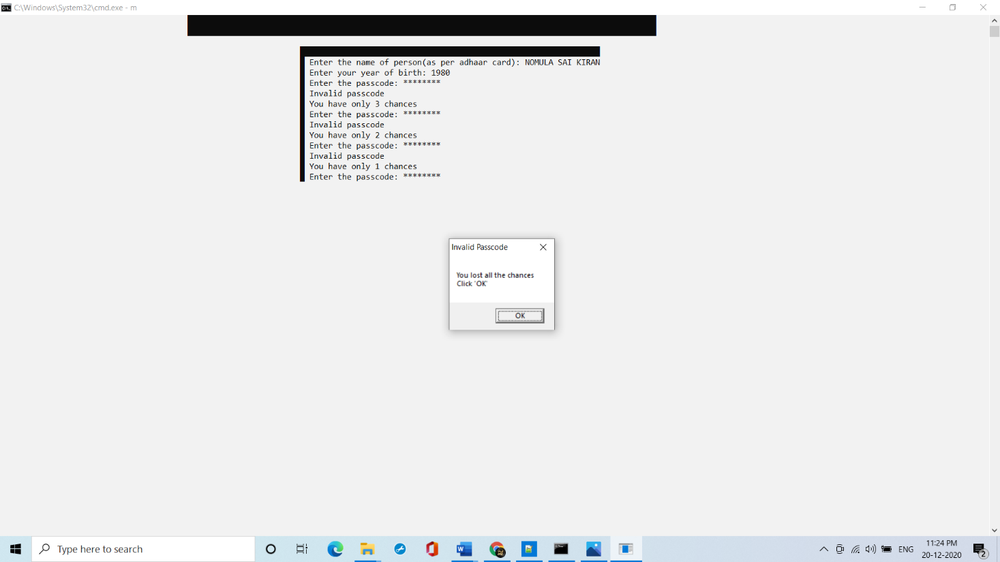 C:\Windows\System32\cmd.exe - m
Enter the name of person(as per adhaar card): NOMULA SAI KIRAN
Enter your year of birth: 1980
Enter the passcode: ********
Invalid passcode
You have only 3 chances
Enter the passcode: ********
Invalid passcode
You have only 2 chances
Enter the passcode: ********
Invalid passcode
You have only 1 chances
Enter the passcode: ********
Invalid Passcode
You lost all the chances
Click 'OK'
OK
Type here to search
ENG
11:24 PM
20-12-2020
2